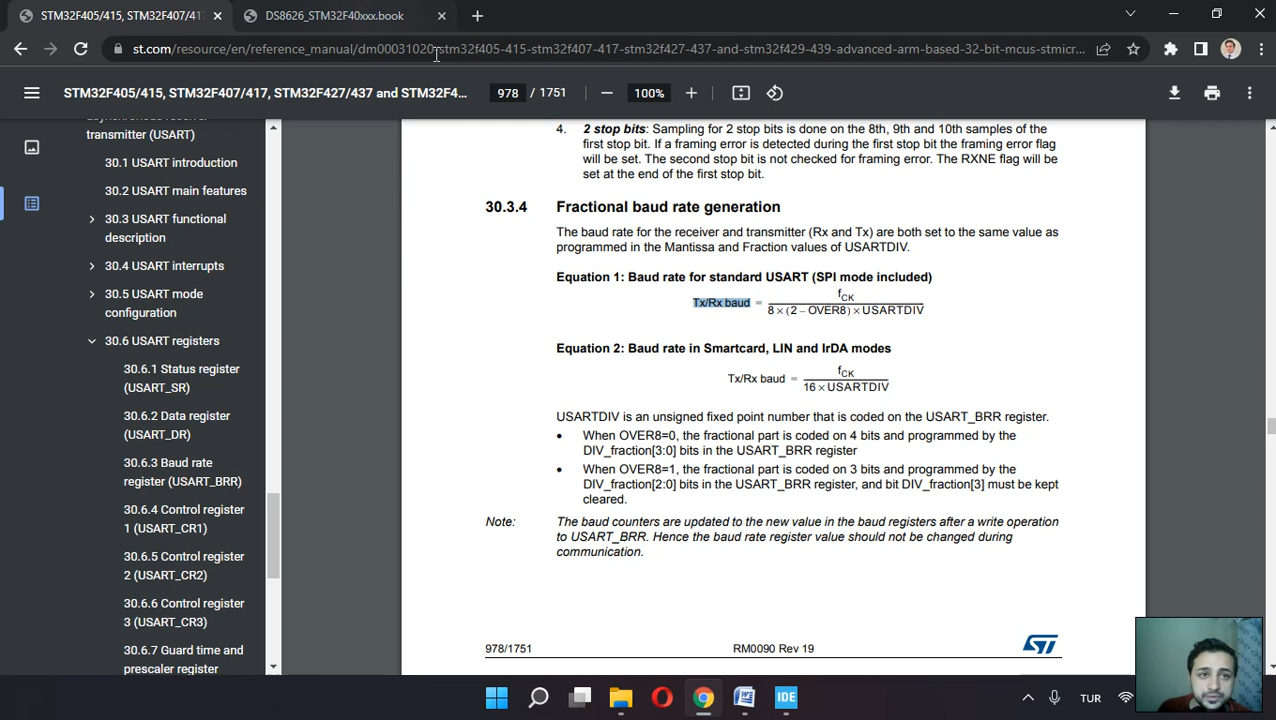 STM32F405/415, STM32F407/417
DS8626_STM32F40xxx.book
st.com/resource/en/reference_manual/dm00031020-stm32f405-415-stm32f407-417-stm32f427-437-and-stm32f429-439-advanced-arm-based-32-bit-mcus-stmicr...
STM32F405/415, STM32F407/417, STM32F427/437 and STM32F4...
978 / 1751
100%
transmitter (USART)
30.1 USART introduction
30.2 USART main features
30.3 USART functional
description
30.4 USART interrupts
30.5 USART mode
configuration
30.6 USART registers
30.6.1 Status register
(USART_SR)
30.6.2 Data register
(USART_DR)
30.6.3 Baud rate
register (USART_BRR)
30.6.4 Control register
1 (USART_CR1)
30.6.5 Control register
2 (USART_CR2)
30.6.6 Control register
3 (USART_CR3)
30.6.7 Guard time and
prescaler register
4. 2 stop bits: Sampling for 2 stop bits is done on the 8th, 9th and 10th samples of the
first stop bit. If a framing error is detected during the first stop bit the framing error flag
will be set. The second stop bit is not checked for framing error. The RXNE flag will be
set at the end of the first stop bit.
30.3.4 Fractional baud rate generation
The baud rate for the receiver and transmitter (Rx and Tx) are both set to the same value as
programmed in the Mantissa and Fraction values of USARTDIV.
Equation 1: Baud rate for standard USART (SPI mode included)
fCK
Tx/Rx baud =
8 × (2 – OVER8) × USARTDIV
Equation 2: Baud rate in Smartcard, LIN and IrDA modes
fCK
Tx/Rx baud =
16 × USARTDIV
USARTDIV is an unsigned fixed point number that is coded on the USART_BRR register.
• When OVER8=0, the fractional part is coded on 4 bits and programmed by the
DIV_fraction[3:0] bits in the USART_BRR register
• When OVER8=1, the fractional part is coded on 3 bits and programmed by the
DIV_fraction[2:0] bits in the USART_BRR register, and bit DIV_fraction[3] must be kept
cleared.
Note: The baud counters are updated to the new value in the baud registers after a write operation
to USART_BRR. Hence the baud rate register value should not be changed during
communication.
978/1751 RM0090 Rev 19 ST
IDE
TUR